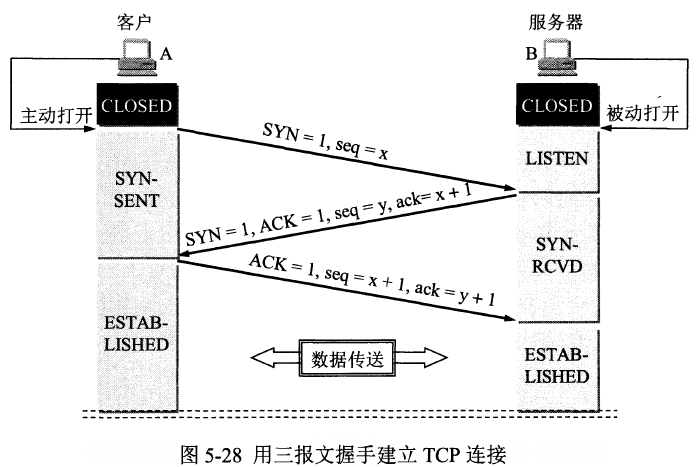 客户
服务器
A
B
CLOSED
CLOSED
主动打开
被动打开
SYN = 1, seq = x
LISTEN
SYN-
SENT
SYN = 1, ACK = 1, seq = y, ack= x + 1
SYN-
RCVD
ACK = 1, seq = x + 1, ack = y + 1
ESTAB-
LISHED
数据传送
ESTAB-
LISHED
图 5-28 用三报文握手建立 TCP 连接